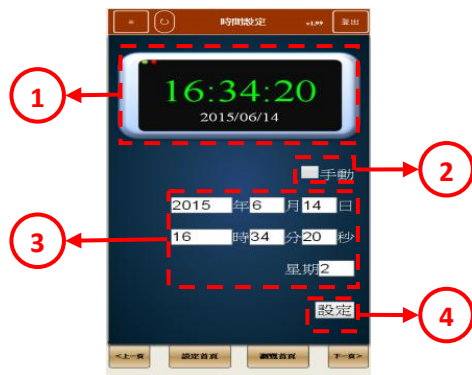 ≡ 時間設定 v1.99 登出
16:34:20
2015/06/14
1
手動
2
2015 年 6 月 14 日
3
16 時 34 分 20 秒
星期 2
設定
4
<上一頁 設定首頁 瀏覽首頁 下一頁>